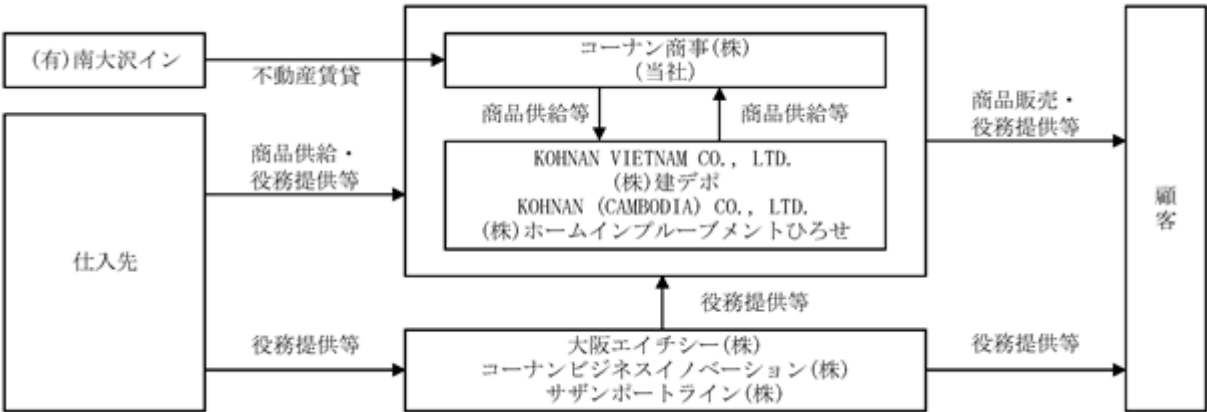 (有)南大沢イン
不動産賃貸
コーナン商事(株)
(当社)
商品供給等
商品供給等
KOHNAN VIETNAM CO., LTD.
(株)建デポ
KOHNAN (CAMBODIA) CO., LTD.
(株)ホームインプルーブメントひろせ
仕入先
商品供給・
役務提供等
役務提供等
役務提供等
大阪エイチシー(株)
コーナンビジネスイノベーション(株)
サザンポートライン(株)
商品販売・
役務提供等
役務提供等
顧客